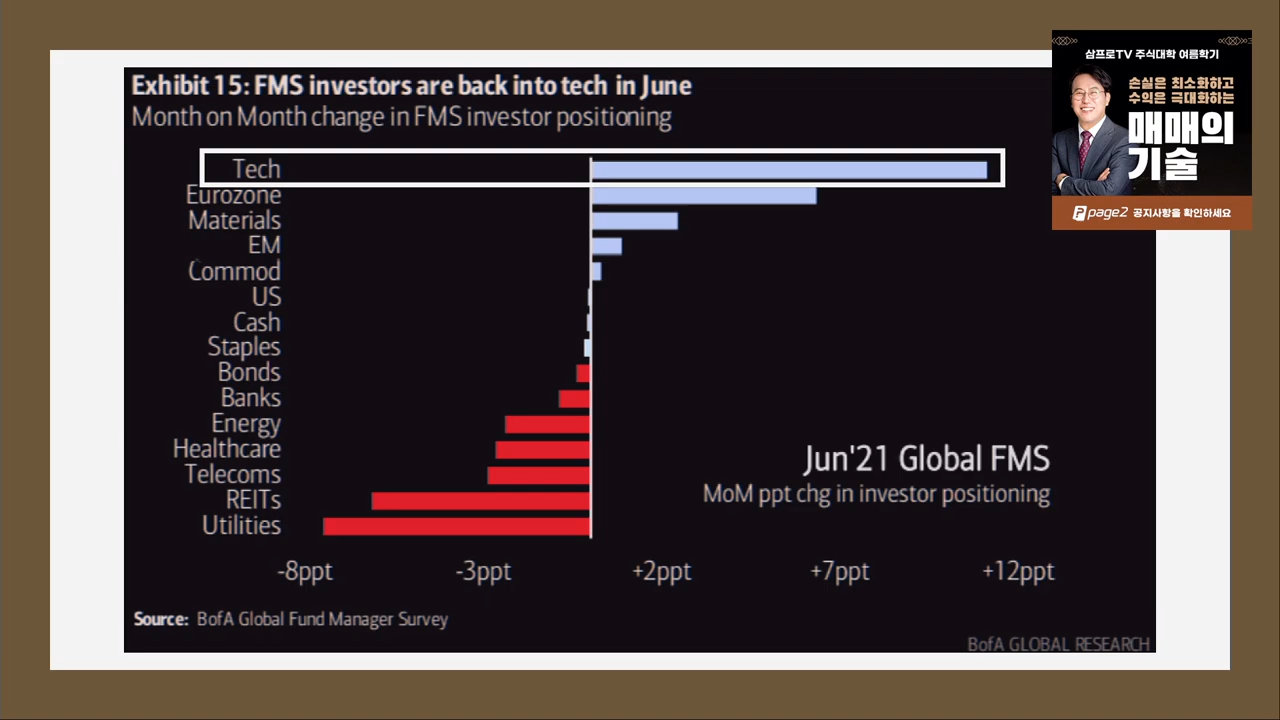 Exhibit 15: FMS investors are back into tech in June
Month on Month change in FMS investor positioning
Tech
Eurozone
Materials
EM
Commod
US
Cash
Staples
Bonds
Banks
Energy
Healthcare
Telecoms
REITs
Utilities
Jun'21 Global FMS
MoM ppt chg in investor positioning
-8ppt -3ppt +2ppt +7ppt +12ppt
Source: BofA Global Fund Manager Survey
BofA GLOBAL RESEARCH
삼프로TV 주식대학 여름학기
손실은 최소화하고
수익은 극대화하는
매매의
기술
page2 공지사항을 확인하세요